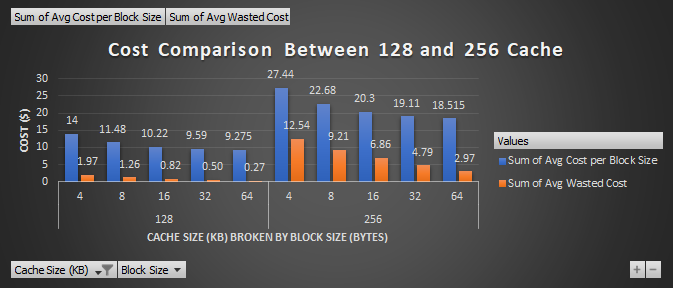 Sum of Avg Cost per Block Size Sum of Avg Wasted Cost
Cost Comparison Between 128 and 256 Cache
COST ($)
30
25
20
15
10
5
0
14 11.48 10.22 9.59 9.275 27.44 22.68 20.3 19.11 18.515
1.97 1.26 0.82 0.50 0.27 12.54 9.21 6.86 4.79 2.97
4 8 16 32 64 4 8 16 32 64
128 256
CACHE SIZE (KB) BROKEN BY BLOCK SIZE (BYTES)
Values
Sum of Avg Cost per Block Size
Sum of Avg Wasted Cost
Cache Size (KB) Block Size
+ −